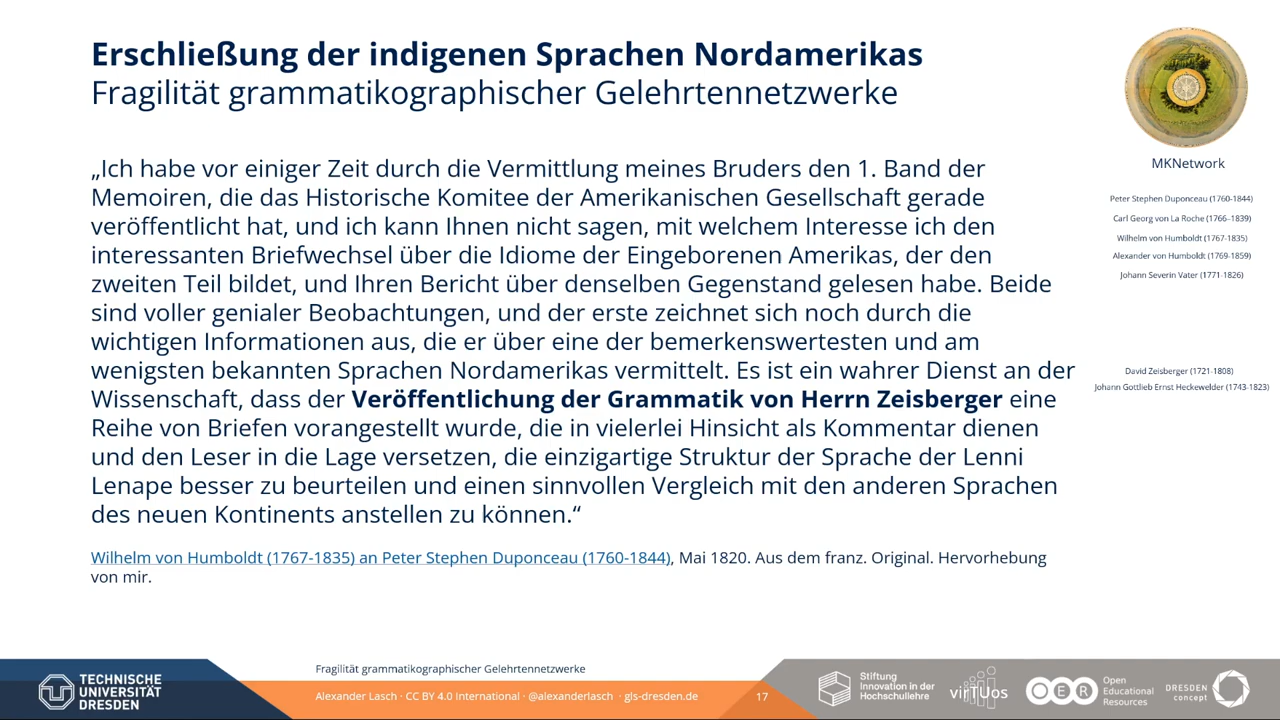 Erschließung der indigenen Sprachen Nordamerikas
Fragilität grammatikographischer Gelehrtennetzwerke
„Ich habe vor einiger Zeit durch die Vermittlung meines Bruders den 1. Band der
Memoiren, die das Historische Komitee der Amerikanischen Gesellschaft gerade
veröffentlicht hat, und ich kann Ihnen nicht sagen, mit welchem Interesse ich den
interessanten Briefwechsel über die Idiome der Eingeborenen Amerikas, der den
zweiten Teil bildet, und Ihren Bericht über denselben Gegenstand gelesen habe. Beide
sind voller genialer Beobachtungen, und der erste zeichnet sich noch durch die
wichtigen Informationen aus, die er über eine der bemerkenswertesten und am
wenigsten bekannten Sprachen Nordamerikas vermittelt. Es ist ein wahrer Dienst an der
Wissenschaft, dass der Veröffentlichung der Grammatik von Herrn Zeisberger eine
Reihe von Briefen vorangestellt wurde, die in vielerlei Hinsicht als Kommentar dienen
und den Leser in die Lage versetzen, die einzigartige Struktur der Sprache der Lenni
Lenape besser zu beurteilen und einen sinnvollen Vergleich mit den anderen Sprachen
des neuen Kontinents anstellen zu können.“
Wilhelm von Humboldt (1767-1835) an Peter Stephen Duponceau (1760-1844), Mai 1820. Aus dem franz. Original. Hervorhebung
von mir.
MKNetwork
Peter Stephen Duponceau (1760-1844)
Carl Georg von La Roche (1766–1839)
Wilhelm von Humboldt (1767-1835)
Alexander von Humboldt (1769-1859)
Johann Severin Vater (1771-1826)
David Zeisberger (1721-1808)
Johann Gottlieb Ernst Heckewelder (1743-1823)
TECHNISCHE
UNIVERSITÄT
DRESDEN
Fragilität grammatikographischer Gelehrtennetzwerke
Alexander Lasch · CC BY 4.0 International · @alexanderlasch · gls-dresden.de
17
Stiftung
Innovation in der
Hochschullehre
virTUos
OER
Open
Educational
Resources
DRESDEN
concept